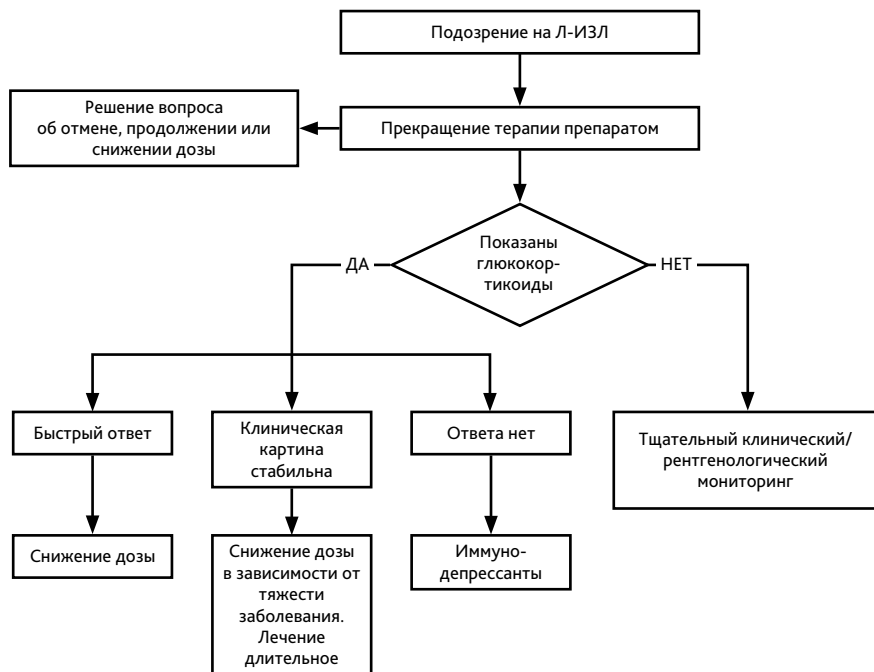 Подозрение на Л-ИЗЛ
Решение вопроса
об отмене, продолжении или
снижении дозы
Прекращение терапии препаратом
Показаны
глюкокор-
тикоиды
ДА
НЕТ
Быстрый ответ
Клиническая
картина
стабильна
Ответа нет
Тщательный клинический/
рентгенологический
мониторинг
Снижение дозы
Снижение дозы
в зависимости от
тяжести
заболевания.
Лечение
длительное
Иммуно-
депрессанты